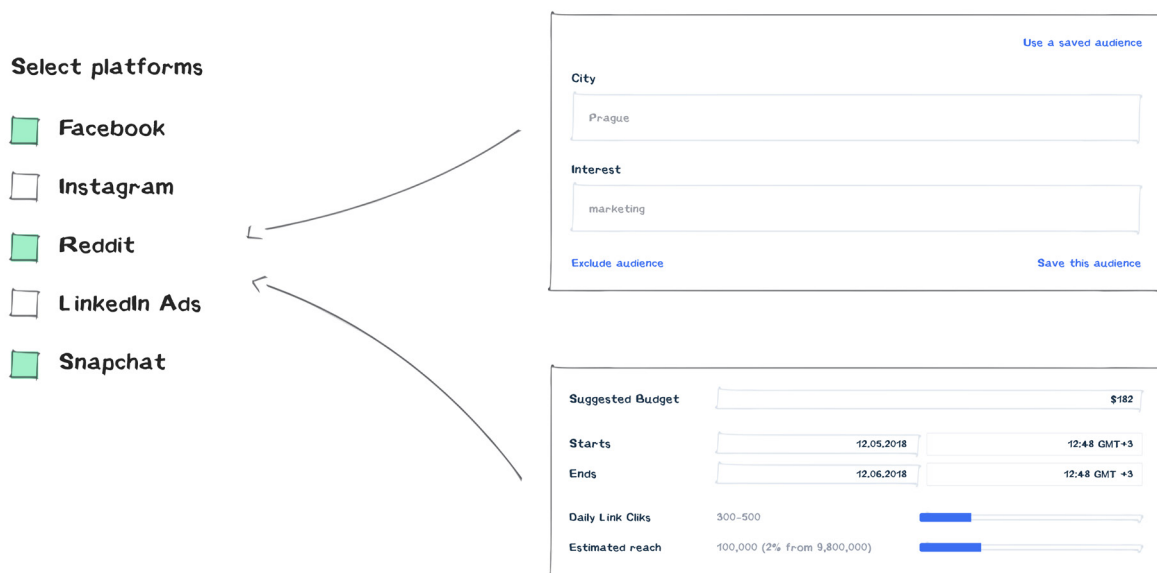 Select platforms
Facebook
Instagram
Reddit
LinkedIn Ads
Snapchat
Use a saved audience
City
Prague
Interest
marketing
Exclude audience Save this audience
Suggested Budget $182
Starts 12.05.2018 12:48 GMT+3
Ends 12.06.2018 12:48 GMT +3
Daily Link Cliks 300-500
Estimated reach 100,000 (2% from 9,800,000)